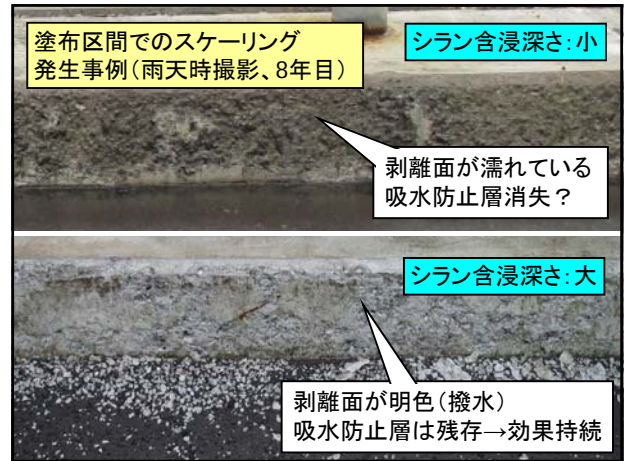 塗布区間でのスケーリング
発生事例(雨天時撮影、8年目)
シラン含浸深さ:小
剥離面が濡れている
吸水防止層消失?
シラン含浸深さ:大
剥離面が明色(撥水)
吸水防止層は残存→効果持続